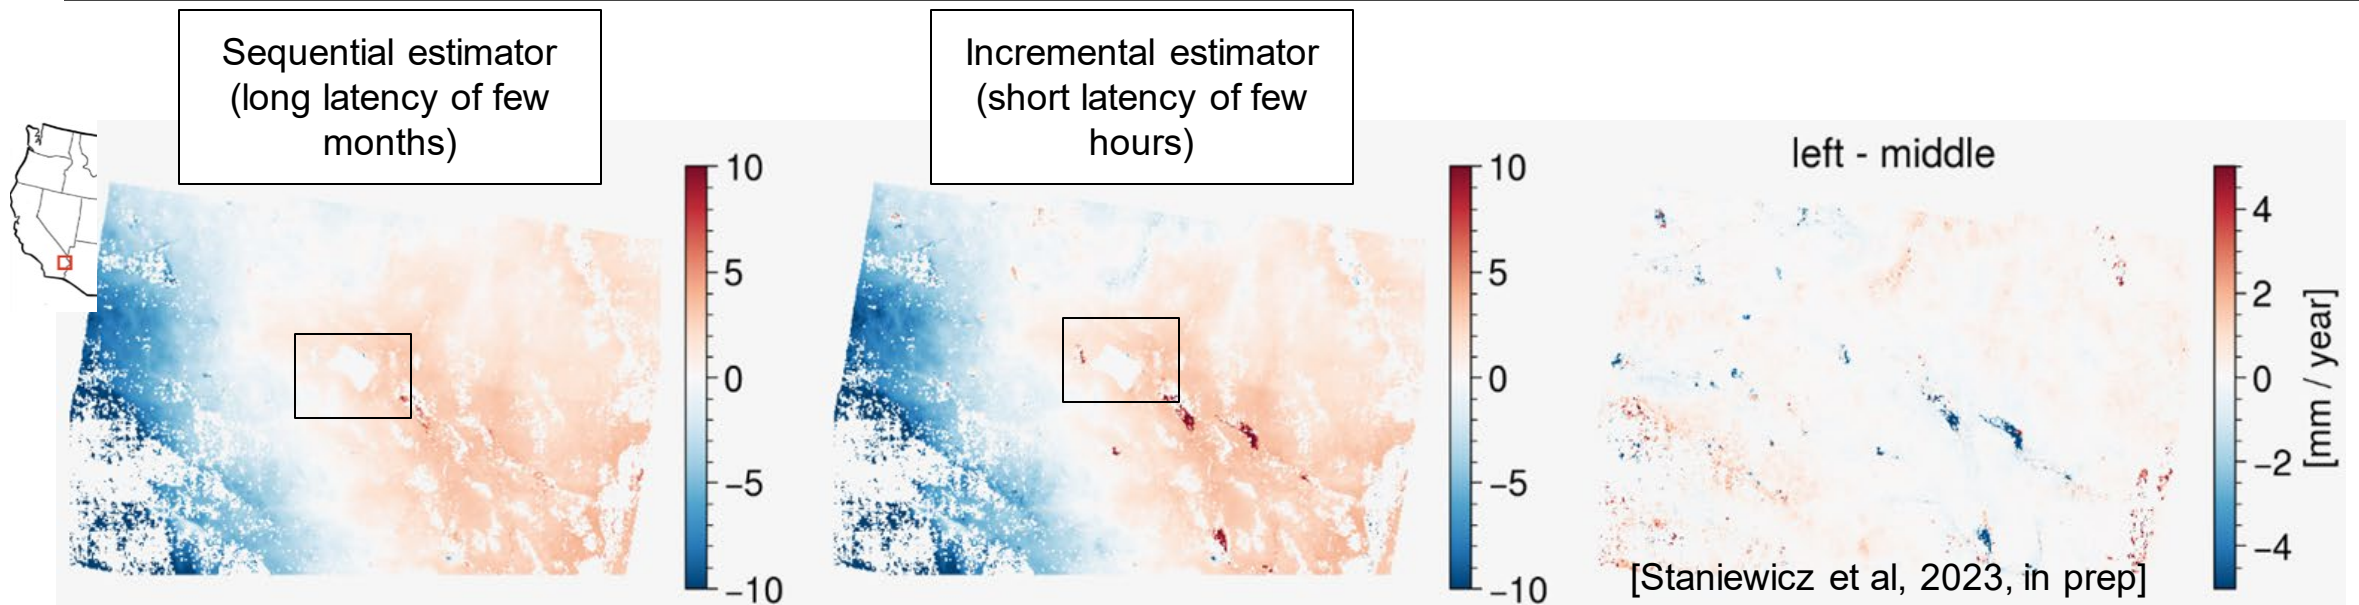 Sequential estimator
(long latency of few
months)
Incremental estimator
(short latency of few
hours)
left - middle
10
5
0
−5
−10
10
5
0
−5
−10
4
2
0
−2
−4
[mm / year]
[Staniewicz et al, 2023, in prep]